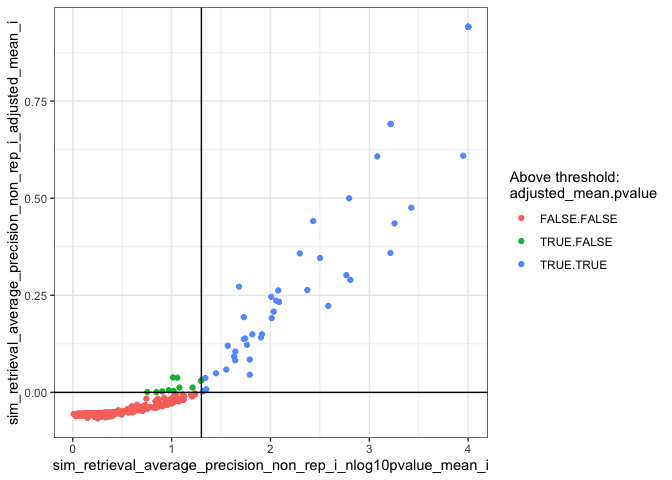 sim_retrieval_average_precision_non_rep_i_adjusted_mean_i
0.75
0.50
0.25
0.00
0
1
2
3
4
sim_retrieval_average_precision_non_rep_i_nlog10pvalue_mean_i
Above threshold:
adjusted_mean.pvalue
FALSE.FALSE
TRUE.FALSE
TRUE.TRUE